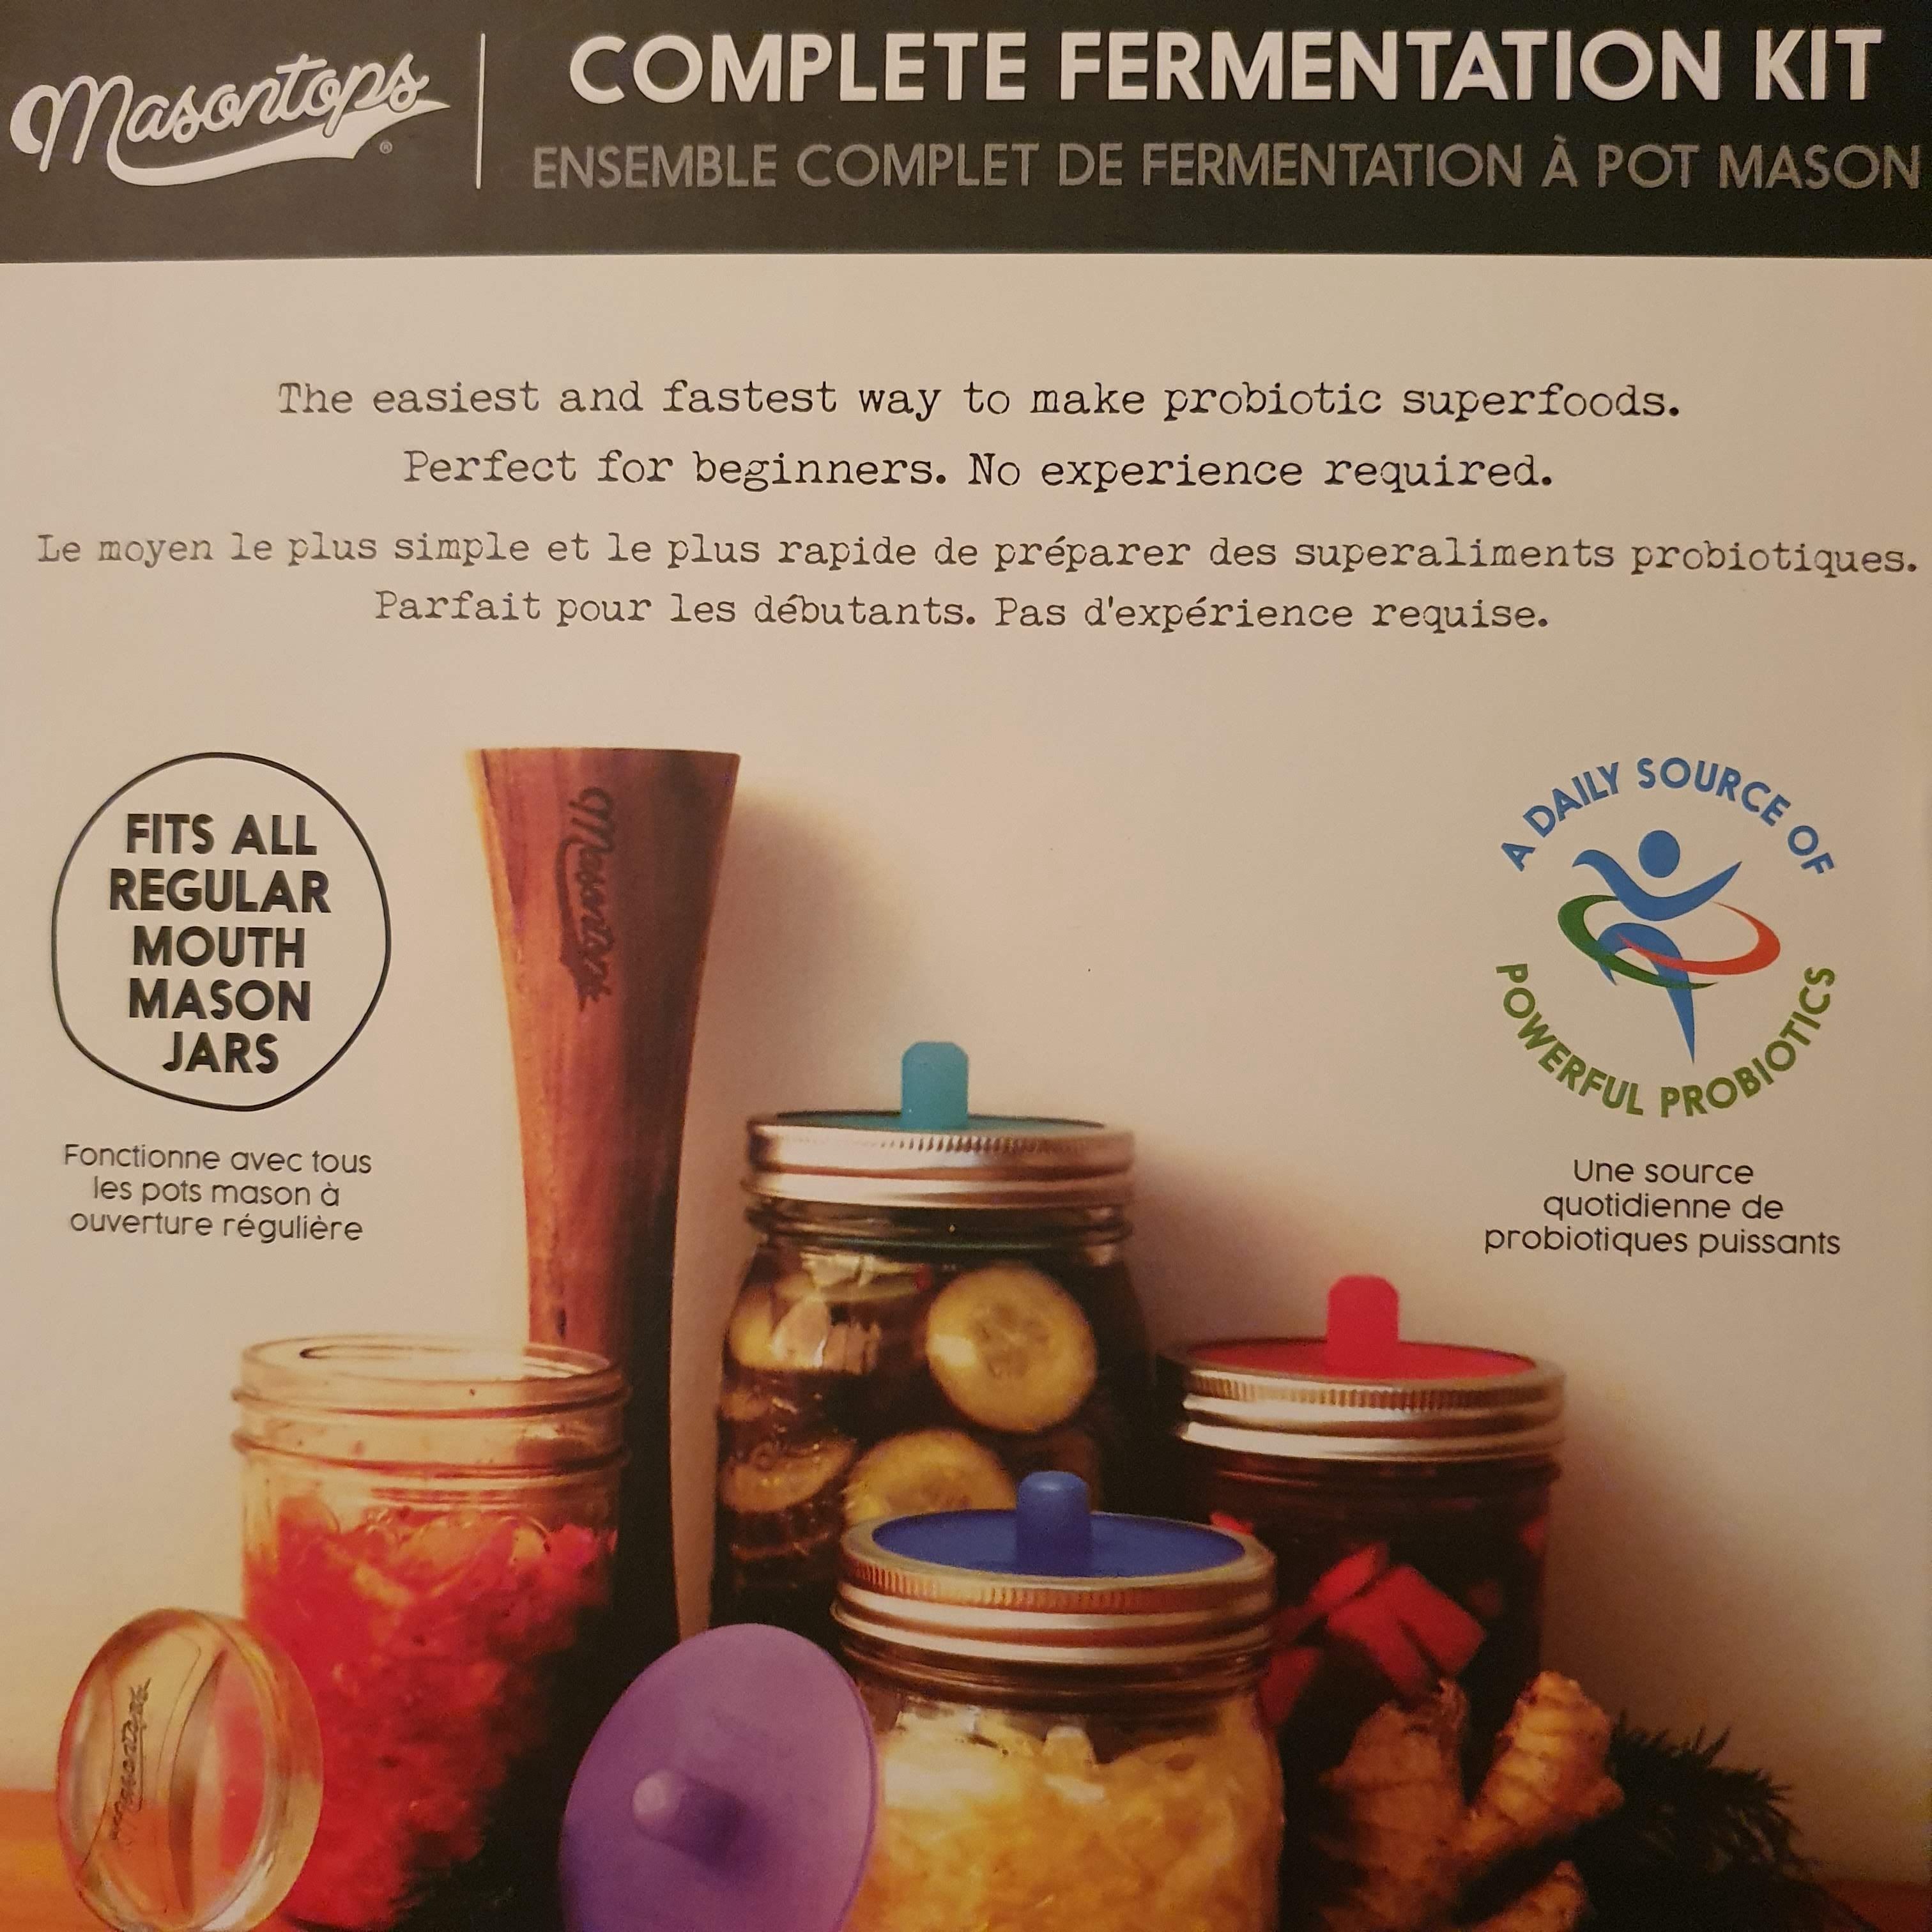 Masontops®
COMPLETE FERMENTATION KIT
ENSEMBLE COMPLET DE FERMENTATION À POT MASON
The easiest and fastest way to make probiotic superfoods.
Perfect for beginners. No experience required.
Le moyen le plus simple et le plus rapide de préparer des superaliments probiotiques.
Parfait pour les débutants. Pas d'expérience requise.
FITS ALL
REGULAR
MOUTH
MASON
JARS
Fonctionne avec tous
les pots mason à
ouverture régulière
Masontops
A DAILY SOURCE OF
POWERFUL PROBIOTICS
Une source
quotidienne de
probiotiques puissants
Masontops